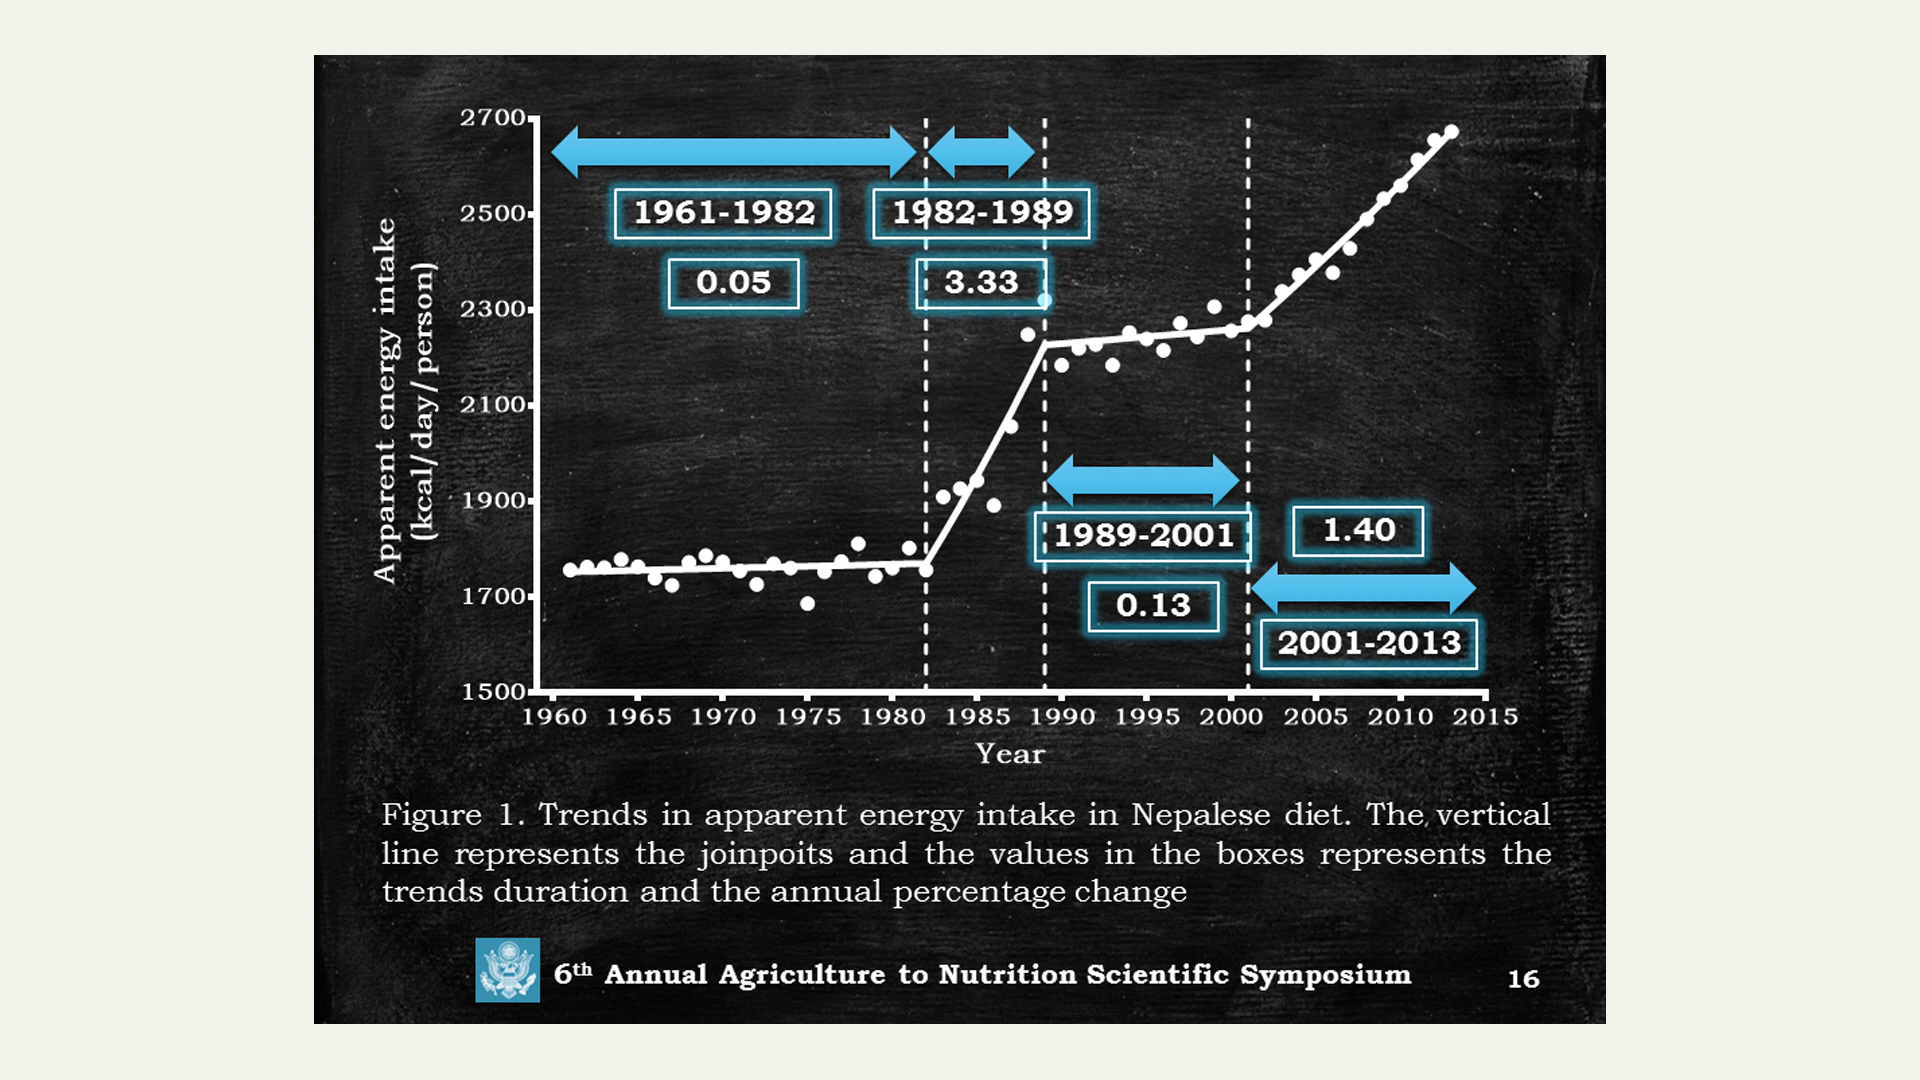 2700
2500
2300
2100
1900
1700
1500
Apparent energy intake
(kcal/day/person)
1961-1982
0.05
1982-1989
3.33
1989-2001
0.13
1.40
2001-2013
1960 1965 1970 1975 1980 1985 1990 1995 2000 2005 2010 2015
Year
Figure 1. Trends in apparent energy intake in Nepalese diet. The vertical
line represents the joinpoits and the values in the boxes represents the
trends duration and the annual percentage change
6th Annual Agriculture to Nutrition Scientific Symposium
16